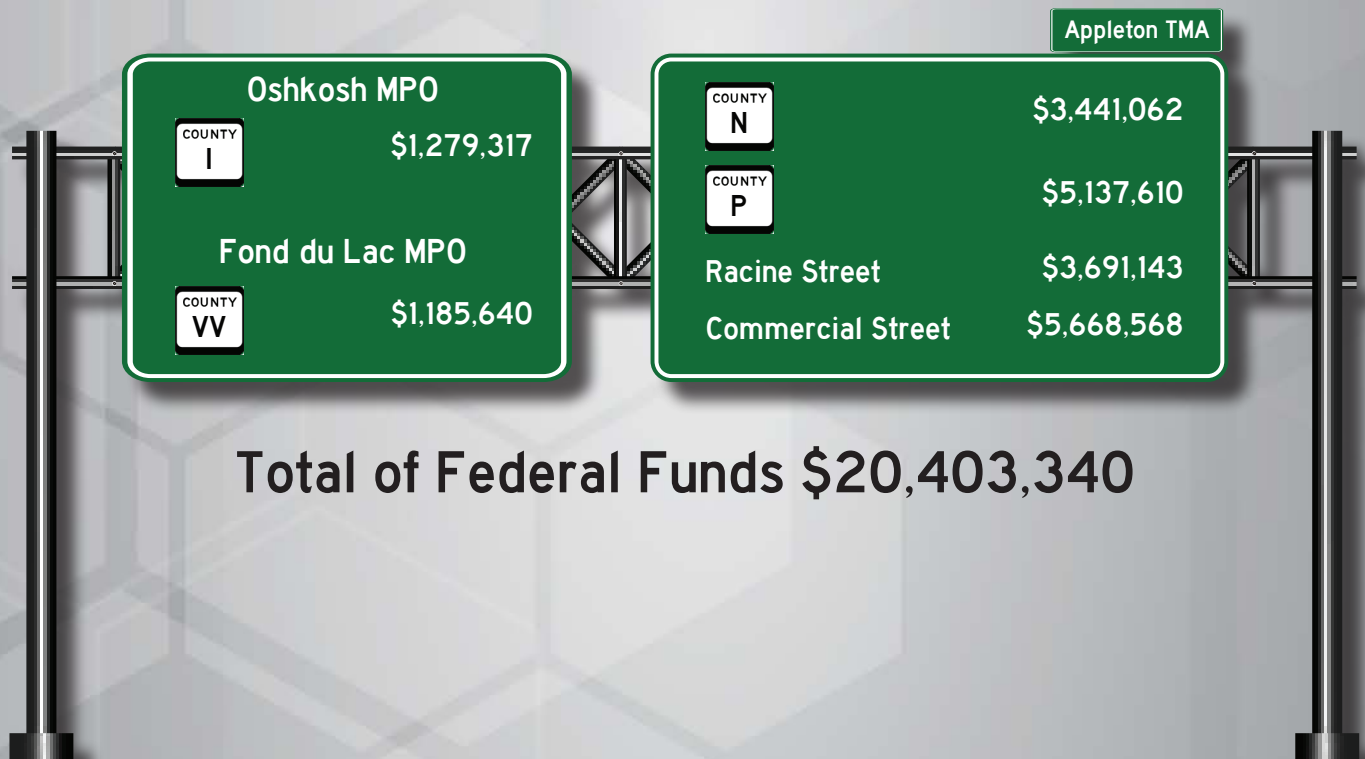 Oshkosh MPO
COUNTY
I
$1,279,317
Fond du Lac MPO
COUNTY
VV
$1,185,640
Appleton TMA
COUNTY
N
$3,441,062
COUNTY
P
$5,137,610
Racine Street $3,691,143
Commercial Street $5,668,568
Total of Federal Funds $20,403,340